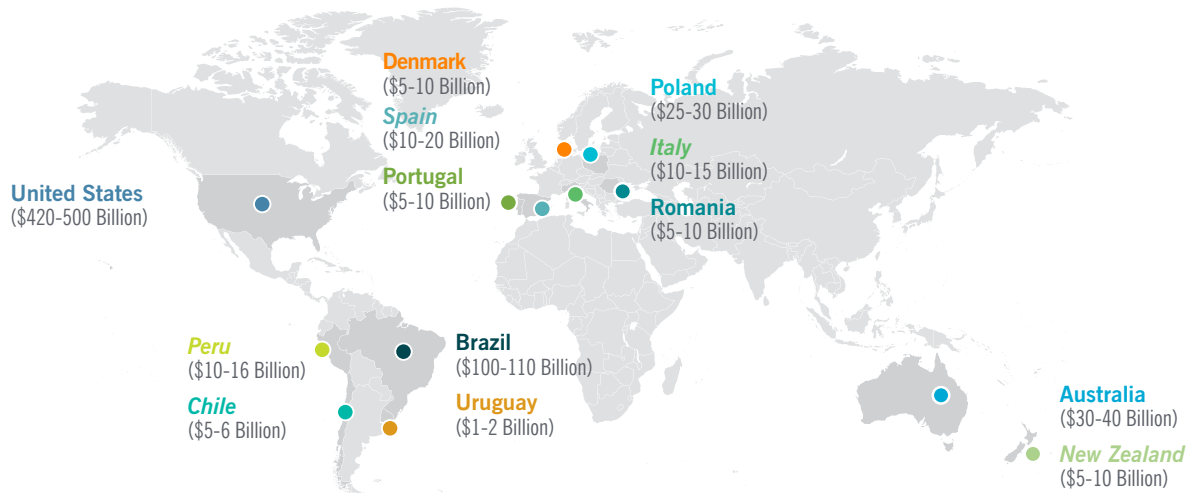 Denmark
($5-10 Billion)
Spain
($10-20 Billion)
Portugal
($5-10 Billion)
Poland
($25-30 Billion)
Italy
($10-15 Billion)
Romania
($5-10 Billion)
United States
($420-500 Billion)
Peru
($10-16 Billion)
Chile
($5-6 Billion)
Brazil
($100-110 Billion)
Uruguay
($1-2 Billion)
Australia
($30-40 Billion)
New Zealand
($5-10 Billion)